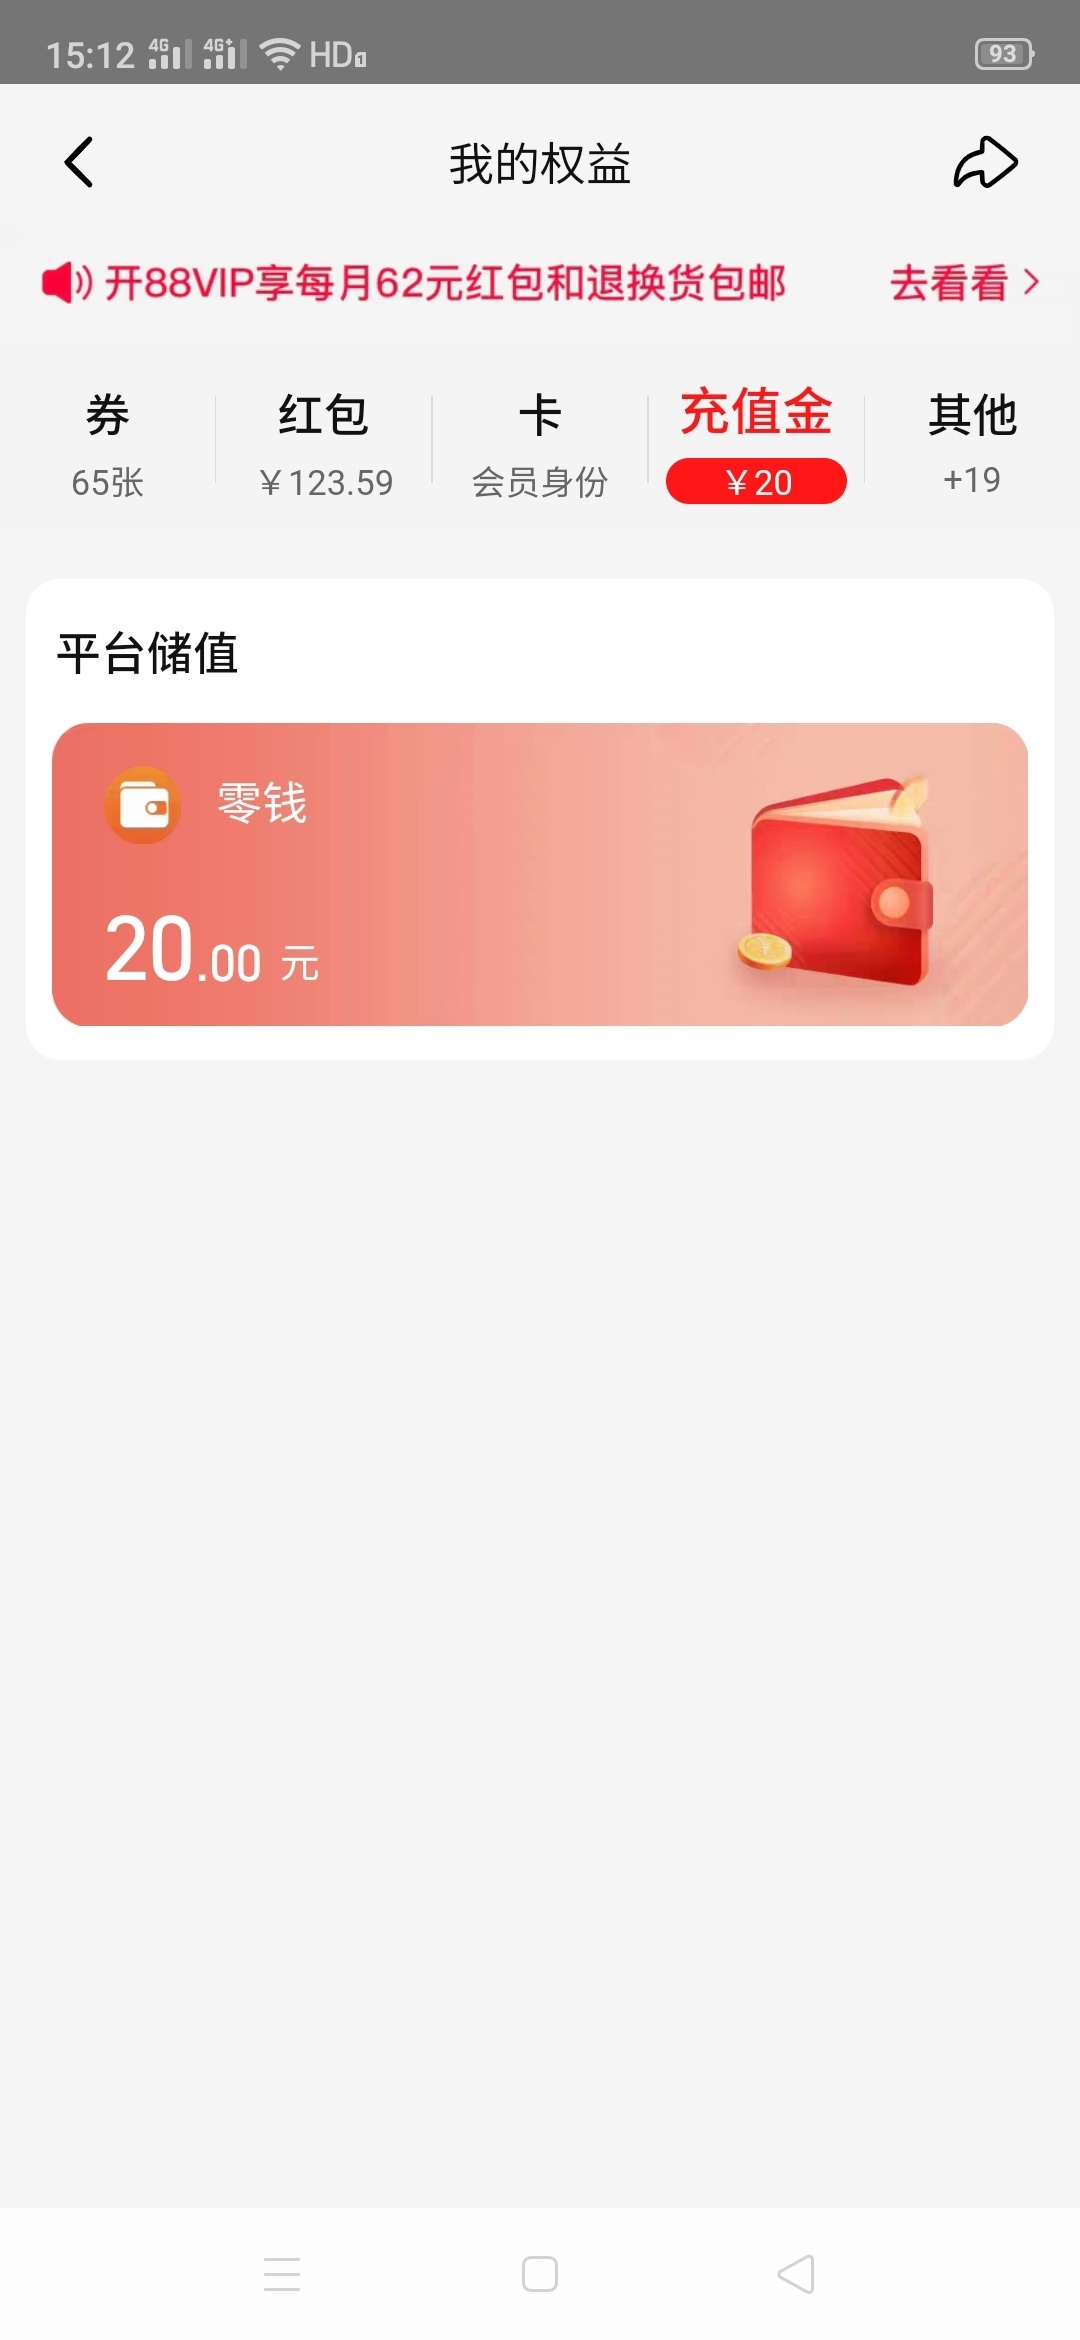 15:12 4G 4G+ HD1 93
我的权益
开88VIP享每月62元红包和退换货包邮 去看看
券 红包 卡 充值金 其他
65张 ￥123.59 会员身份 ￥20 +19
平台储值
零钱
20.00 元